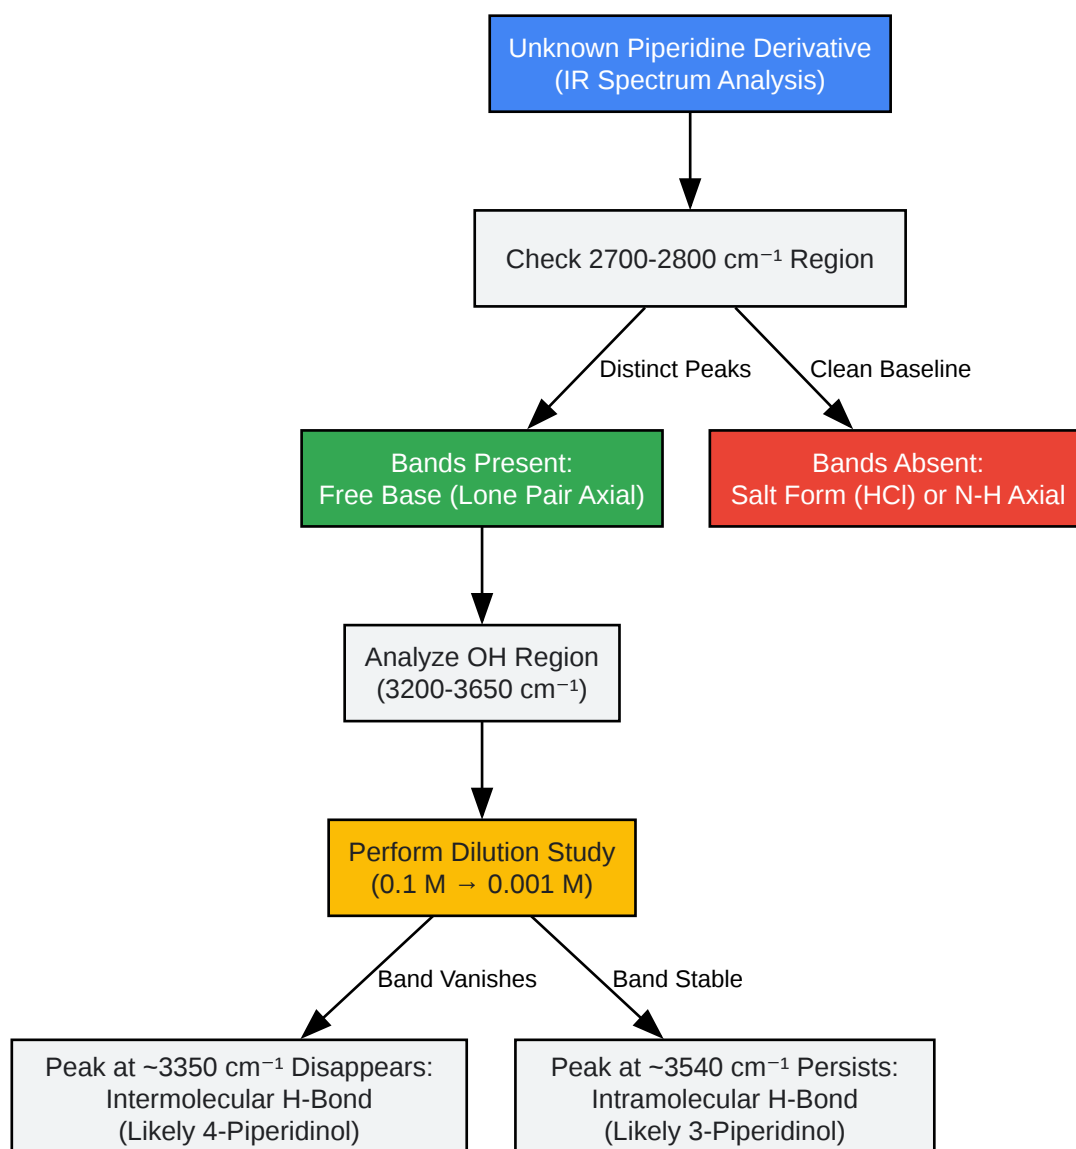 Unknown Piperidine Derivative
(IR Spectrum Analysis)
Check 2700-2800 cm⁻¹ Region
Distinct Peaks
Clean Baseline
Bands Present:
Free Base (Lone Pair Axial)
Bands Absent:
Salt Form (HCl) or N-H Axial
Analyze OH Region
(3200-3650 cm⁻¹)
Perform Dilution Study
(0.1 M → 0.001 M)
Band Vanishes
Band Stable
Peak at ~3350 cm⁻¹ Disappears:
Intermolecular H-Bond
(Likely 4-Piperidinol)
Peak at ~3540 cm⁻¹ Persists:
Intramolecular H-Bond
(Likely 3-Piperidinol)